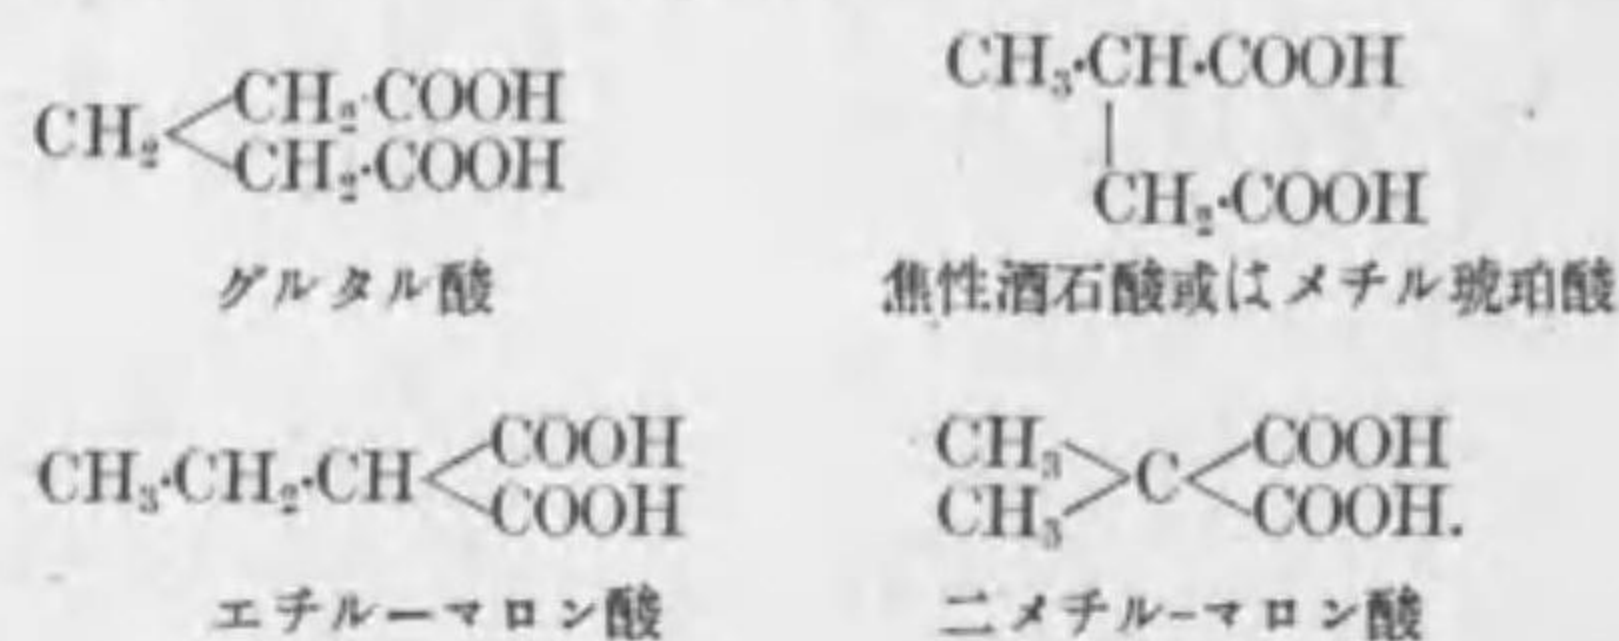 CH₂<CH₂·COOH
CH₂·COOH
グルタル酸
CH₃·CH·COOH
CH₂·COOH
焦性酒石酸或はメチル琥珀酸
CH₃·CH₂·CH<COOH
COOH
エチルーマロン酸
CH₃>C<COOH
CH₃ COOH.
二メチル-マロン酸